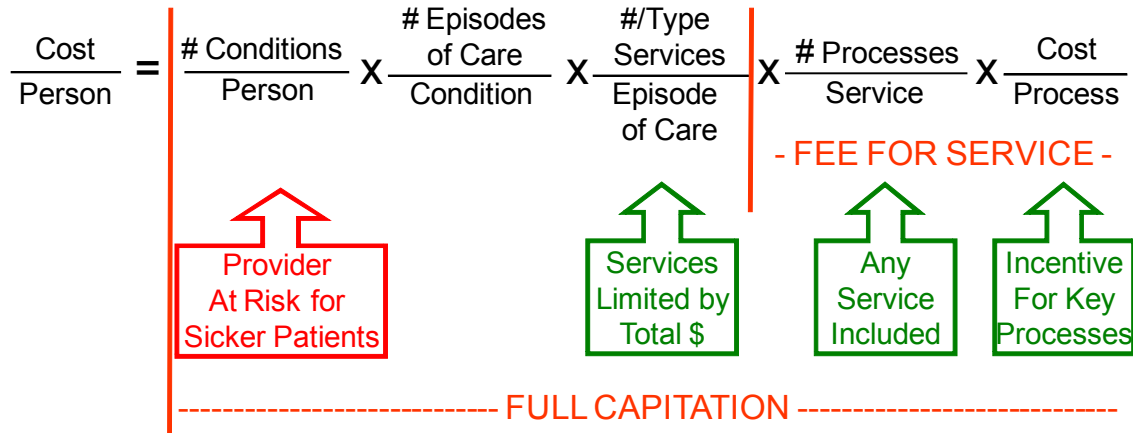 Cost
Person
=
# Conditions
Person
x
# Episodes
of Care
Condition
x
#/Type
Services
Episode
of Care
x
# Processes
Service
x
Cost
Process
- FEE FOR SERVICE -
Provider
At Risk for
Sicker Patients
Services
Limited by
Total $
Any
Service
Included
Incentive
For Key
Processes
------------------------------ FULL CAPITATION ------------------------------